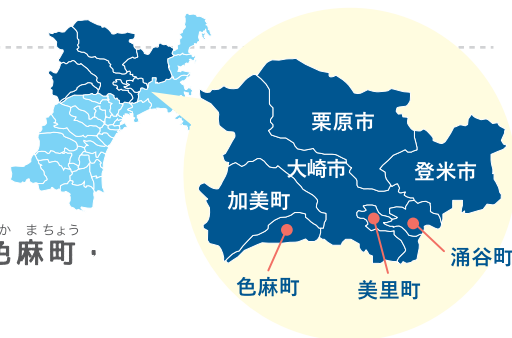 栗原市
大崎市
登米市
加美町
か ま ちょう
色麻町・
涌谷町
色麻町
美里町